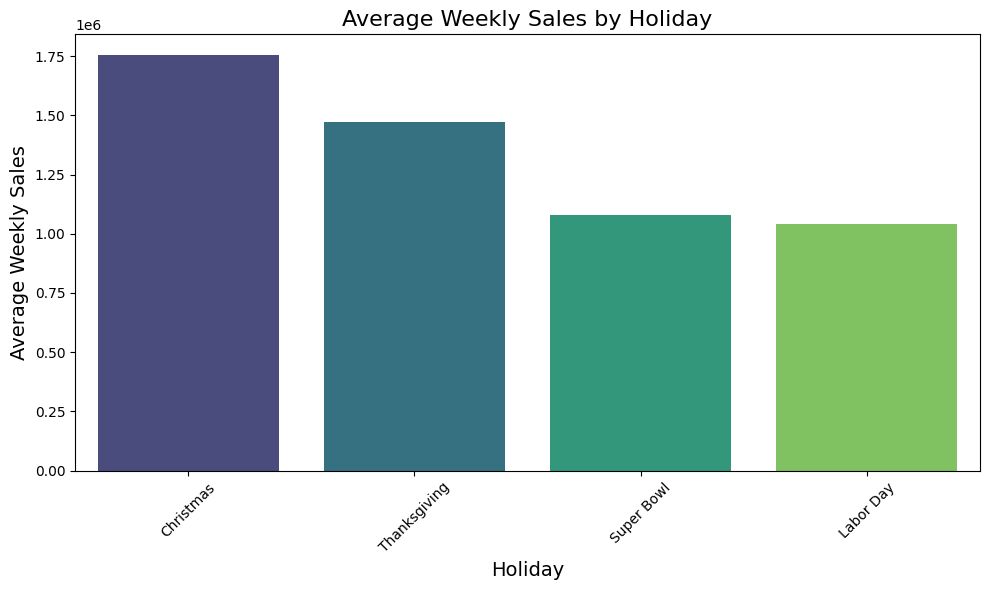 Average Weekly Sales by Holiday
1e6
Average Weekly Sales
1.75
1.50
1.25
1.00
0.75
0.50
0.25
0.00
Christmas
Thanksgiving
Super Bowl
Labor Day
Holiday